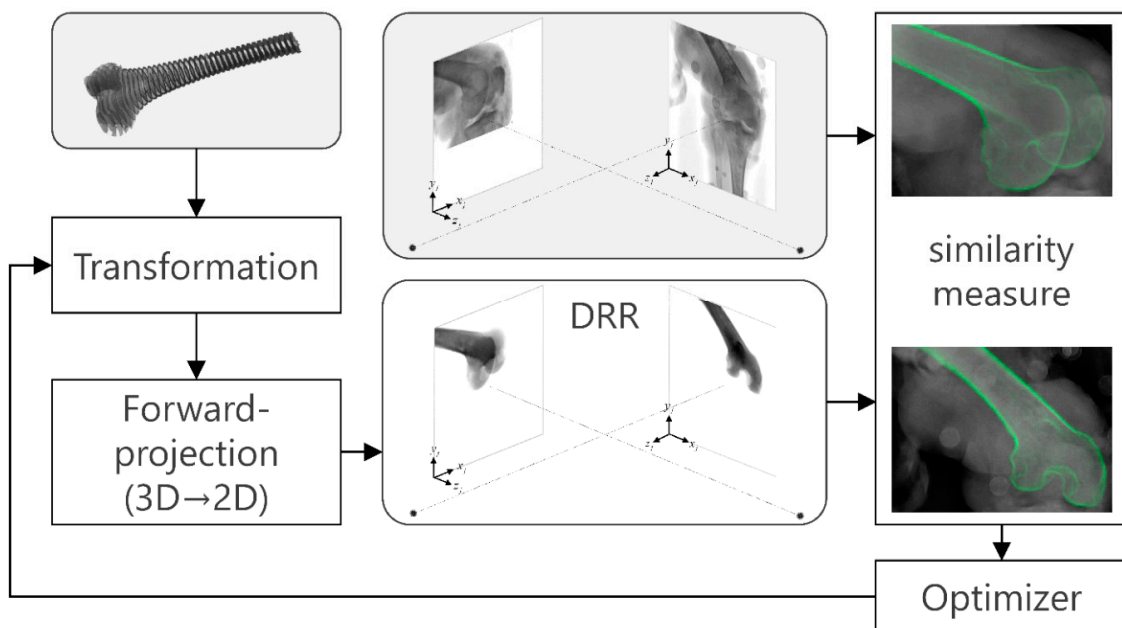 Transformation
Forward-
projection
(3D→2D)
DRR
similarity
measure
Optimizer